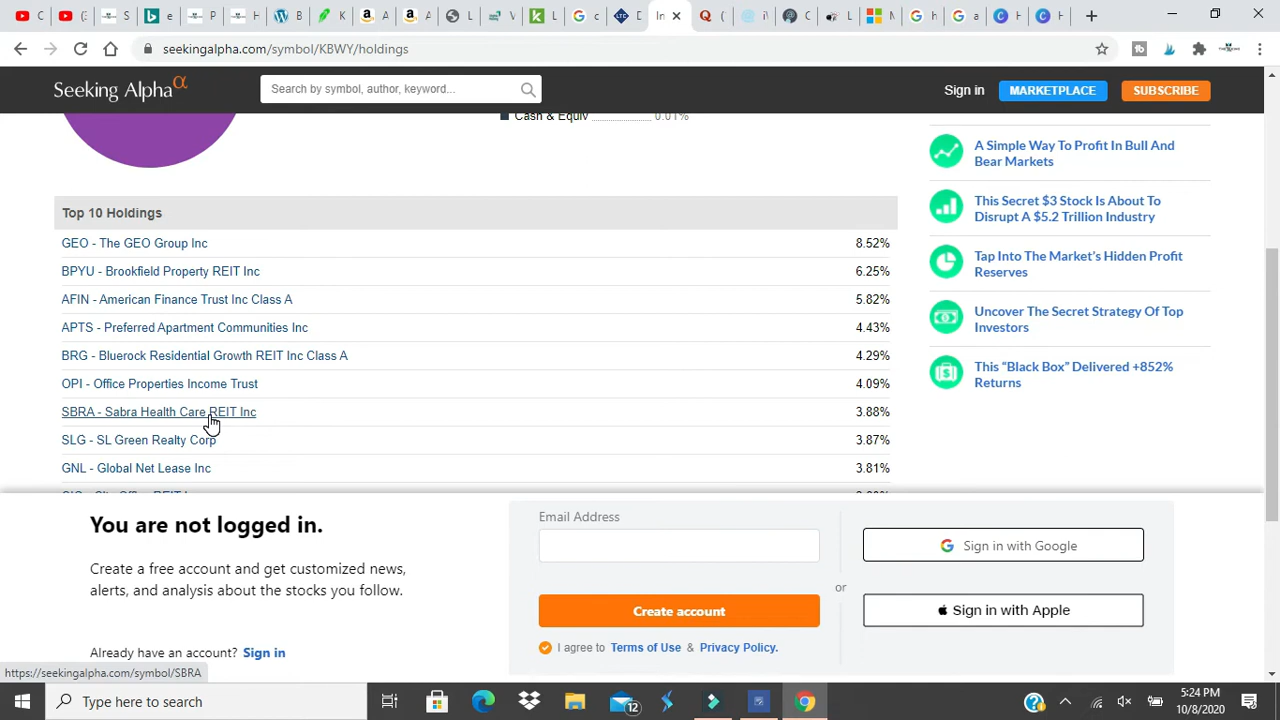 seekingalpha.com/symbol/KBWY/holdings
Seeking Alpha α
Search by symbol, author, keyword...
Sign in
MARKETPLACE
SUBSCRIBE
Cash & Equiv 0.01%
Top 10 Holdings
GEO - The GEO Group Inc 8.52%
BPYU - Brookfield Property REIT Inc 6.25%
AFIN - American Finance Trust Inc Class A 5.82%
APTS - Preferred Apartment Communities Inc 4.43%
BRG - Bluerock Residential Growth REIT Inc Class A 4.29%
OPI - Office Properties Income Trust 4.09%
SBRA - Sabra Health Care REIT Inc 3.88%
SLG - SL Green Realty Corp 3.87%
GNL - Global Net Lease Inc 3.81%
A Simple Way To Profit In Bull And
Bear Markets
This Secret $3 Stock Is About To
Disrupt A $5.2 Trillion Industry
Tap Into The Market's Hidden Profit
Reserves
Uncover The Secret Strategy Of Top
Investors
This “Black Box” Delivered +852%
Returns
You are not logged in.
Create a free account and get customized news,
alerts, and analysis about the stocks you follow.
Already have an account? Sign in
Email Address
Create account
I agree to Terms of Use & Privacy Policy.
or
Sign in with Google
Sign in with Apple
https://seekingalpha.com/symbol/SBRA
Type here to search
12
5:24 PM
10/8/2020